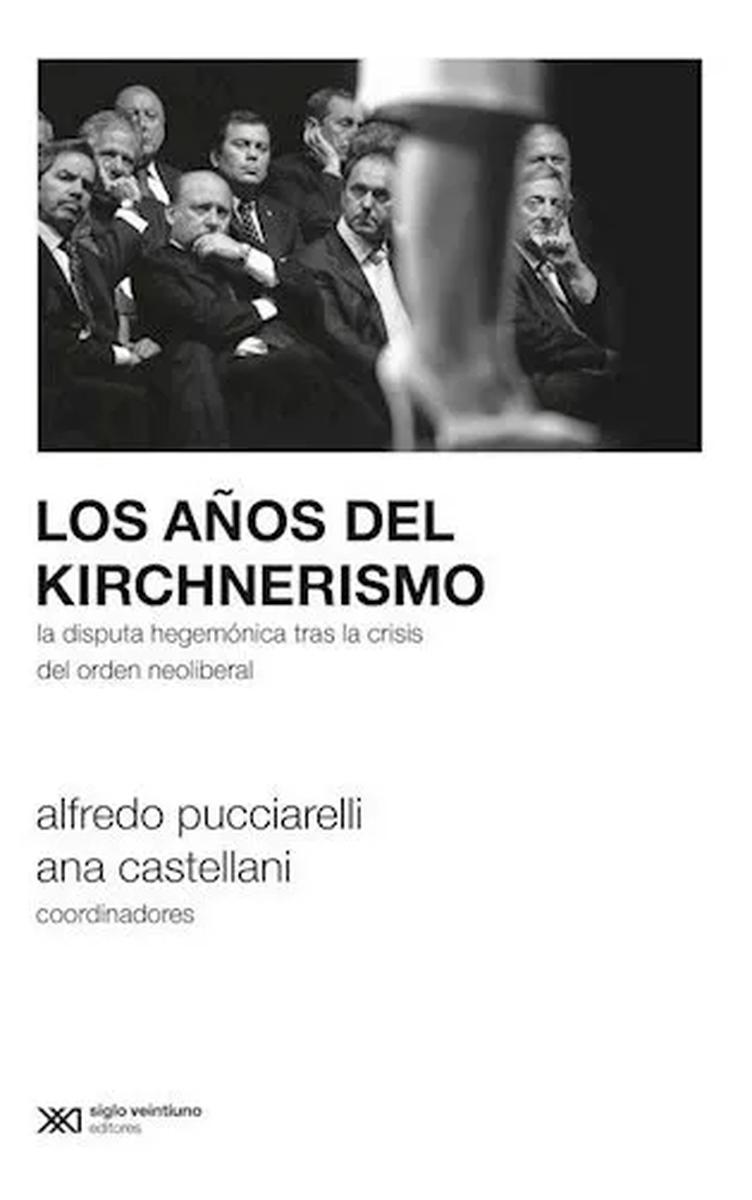 LOS AÑOS DEL
KIRCHNERISMO
la disputa hegemónica tras la crisis
del orden neoliberal
alfredo pucciarelli
ana castellani
coordinadores
siglo veintiuno
editores